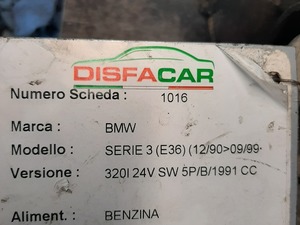 DISFACAR
Numero Scheda : 1016
Marca : BMW
Modello : SERIE 3 (E36) (12/90>09/99-
Versione : 320I 24V SW 5P/B/1991 CC
Aliment. : BENZINA